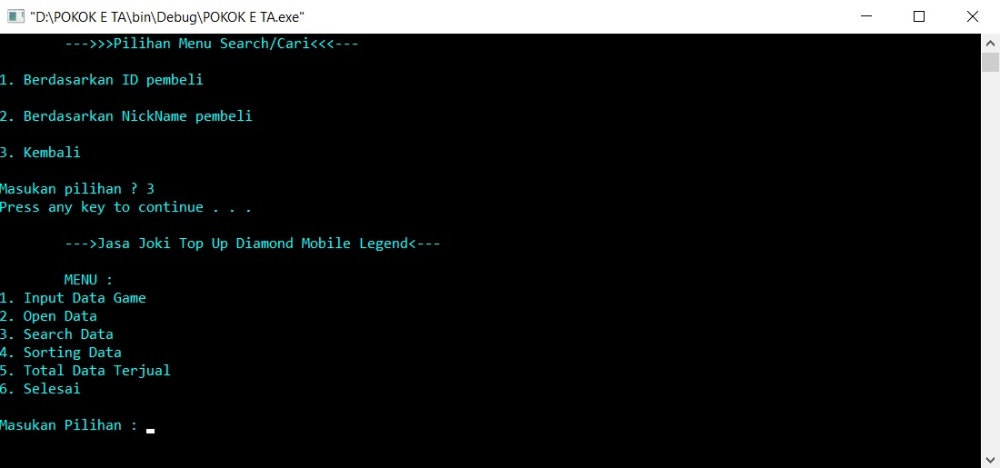 "D:\POKOK E TA\bin\Debug\POKOK E TA.exe"
--->>>Pilihan Menu Search/Cari<<<---
1. Berdasarkan ID pembeli
2. Berdasarkan NickName pembeli
3. Kembali
Masukan pilihan ? 3
Press any key to continue . . .
--->Jasa Joki Top Up Diamond Mobile Legend<---
MENU :
1. Input Data Game
2. Open Data
3. Search Data
4. Sorting Data
5. Total Data Terjual
6. Selesai
Masukan Pilihan :